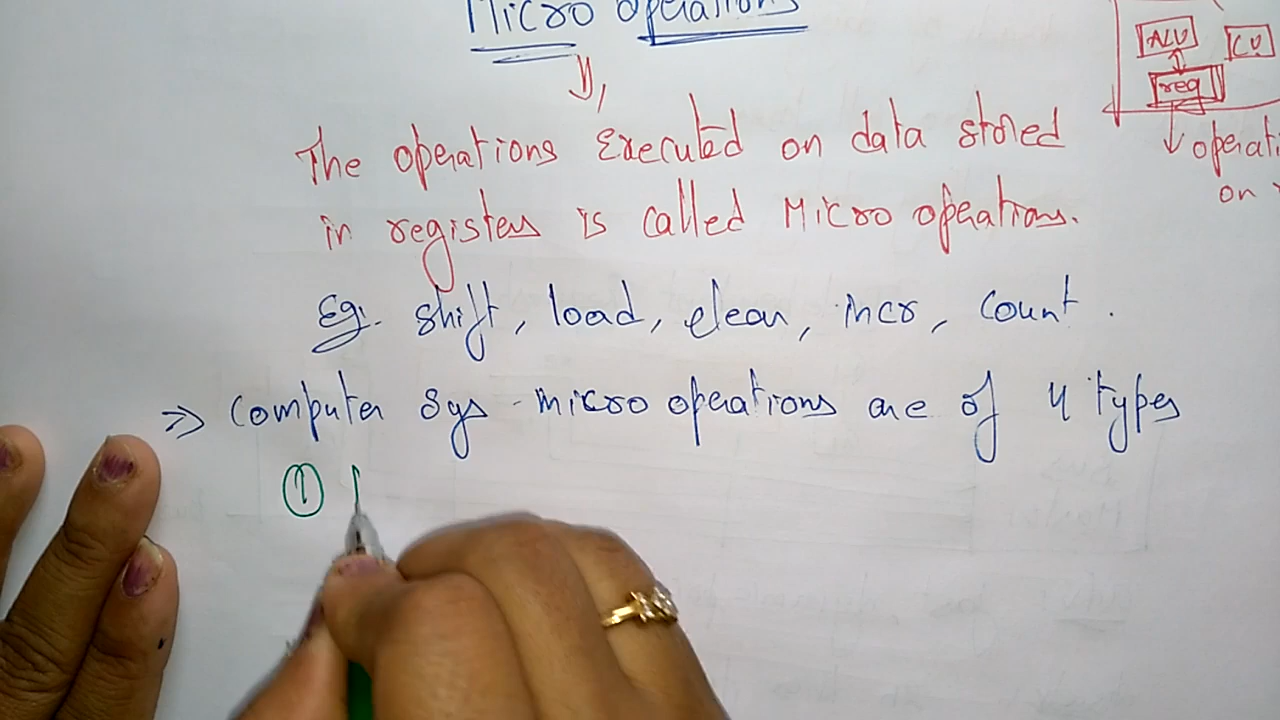 Micro operations
ALU
CU
reg
The operations Executed on data stored
operati
in registers is called Micro operations.
on
Eg:- shift, load, clear, incr, count.
⇒ Computer sys - micro operations are of 4 types
①